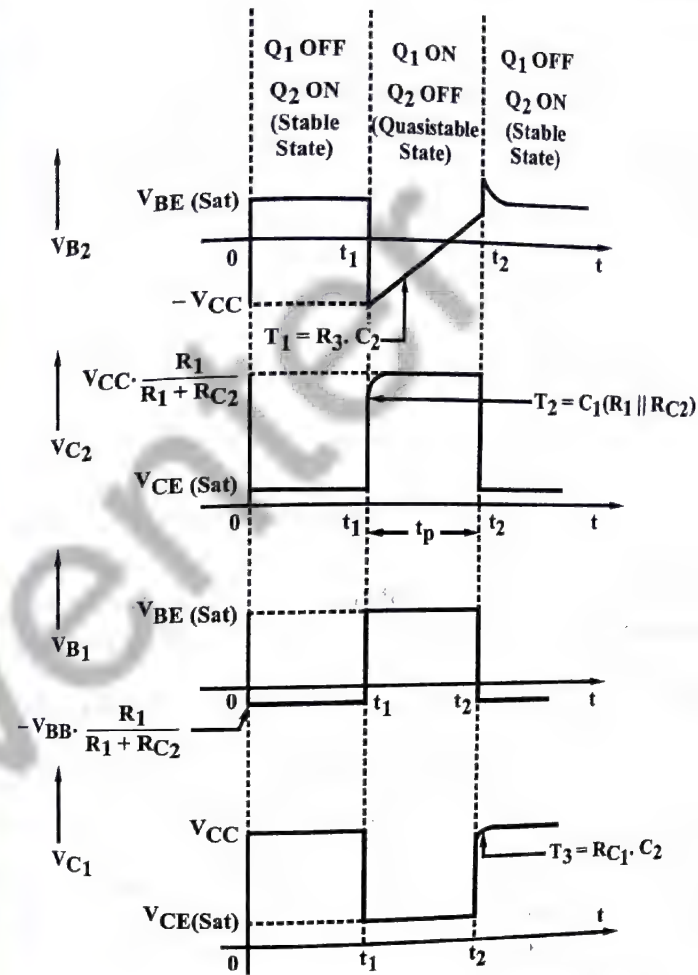 Q1 OFF
Q2 ON
(Stable
State)
Q1 ON
Q2 OFF
(Quasistable
State)
Q1 OFF
Q2 ON
(Stable
State)
VBE (Sat)
VB2
0
t1
t2
t
−VCC
T1 = R3. C2
VCC. R1 / R1 + RC2
VC2
T2 = C1(R1 || RC2)
VCE (Sat)
0
t1
tp
t2
t
VBE (Sat)
VB1
0
t1
t2
t
−VBB. R1 / R1 + RC2
VCC
VC1
T3 = RC1. C2
VCE(Sat)
0
t1
t2
t